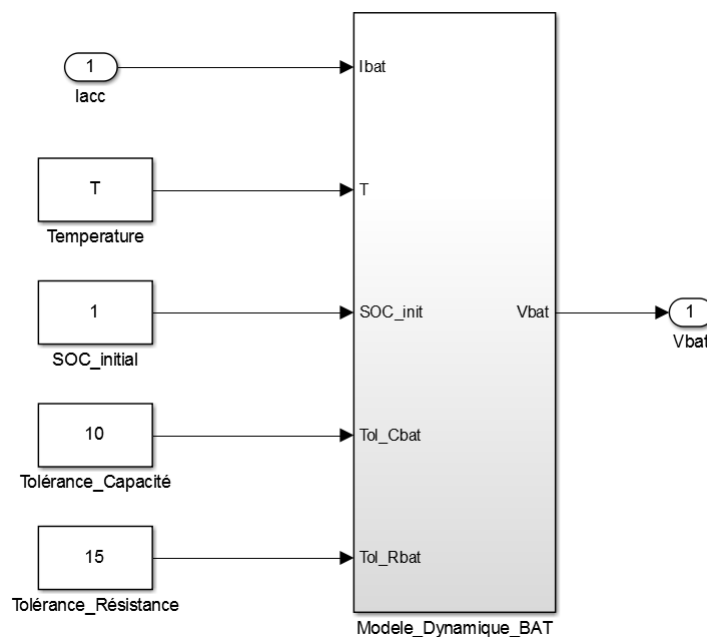 1
Iacc
Ibat
T
Temperature
T
1
SOC_initial
SOC_init
Vbat
1
Vbat
10
Tolérance_Capacité
Tol_Cbat
15
Tolérance_Résistance
Tol_Rbat
Modele_Dynamique_BAT